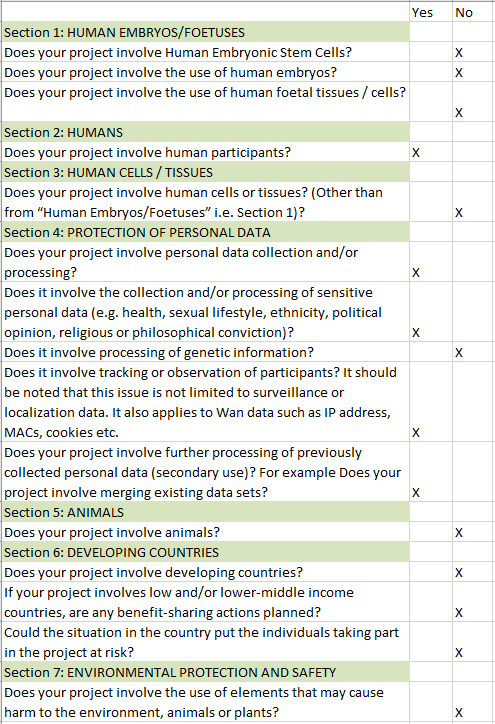 Yes No
Section 1: HUMAN EMBRYOS/FOETUSES
Does your project involve Human Embryonic Stem Cells? X
Does your project involve the use of human embryos? X
Does your project involve the use of human foetal tissues / cells?
X
Section 2: HUMANS
Does your project involve human participants? X
Section 3: HUMAN CELLS / TISSUES
Does your project involve human cells or tissues? (Other than
from “Human Embryos/Foetuses” i.e. Section 1)? X
Section 4: PROTECTION OF PERSONAL DATA
Does your project involve personal data collection and/or
processing? X
Does it involve the collection and/or processing of sensitive
personal data (e.g. health, sexual lifestyle, ethnicity, political
opinion, religious or philosophical conviction)? X
Does it involve processing of genetic information? X
Does it involve tracking or observation of participants? It should
be noted that this issue is not limited to surveillance or
localization data. It also applies to Wan data such as IP address,
MACs, cookies etc. X
Does your project involve further processing of previously
collected personal data (secondary use)? For example Does your
project involve merging existing data sets? X
Section 5: ANIMALS
Does your project involve animals? X
Section 6: DEVELOPING COUNTRIES
Does your project involve developing countries? X
If your project involves low and/or lower-middle income
countries, are any benefit-sharing actions planned? X
Could the situation in the country put the individuals taking part
in the project at risk? X
Section 7: ENVIRONMENTAL PROTECTION AND SAFETY
Does your project involve the use of elements that may cause
harm to the environment, animals or plants? X